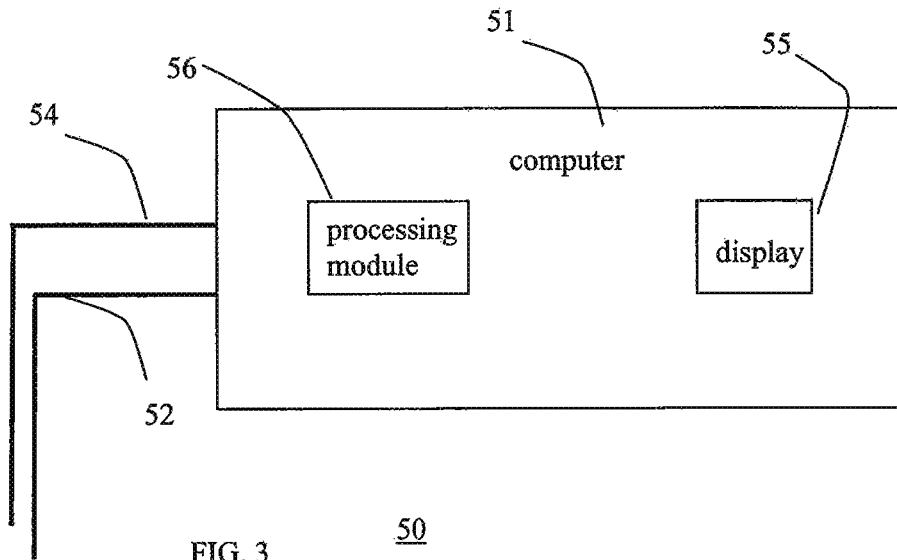 51
55
56
54
computer
processing
module
display
52
50
FIG. 3